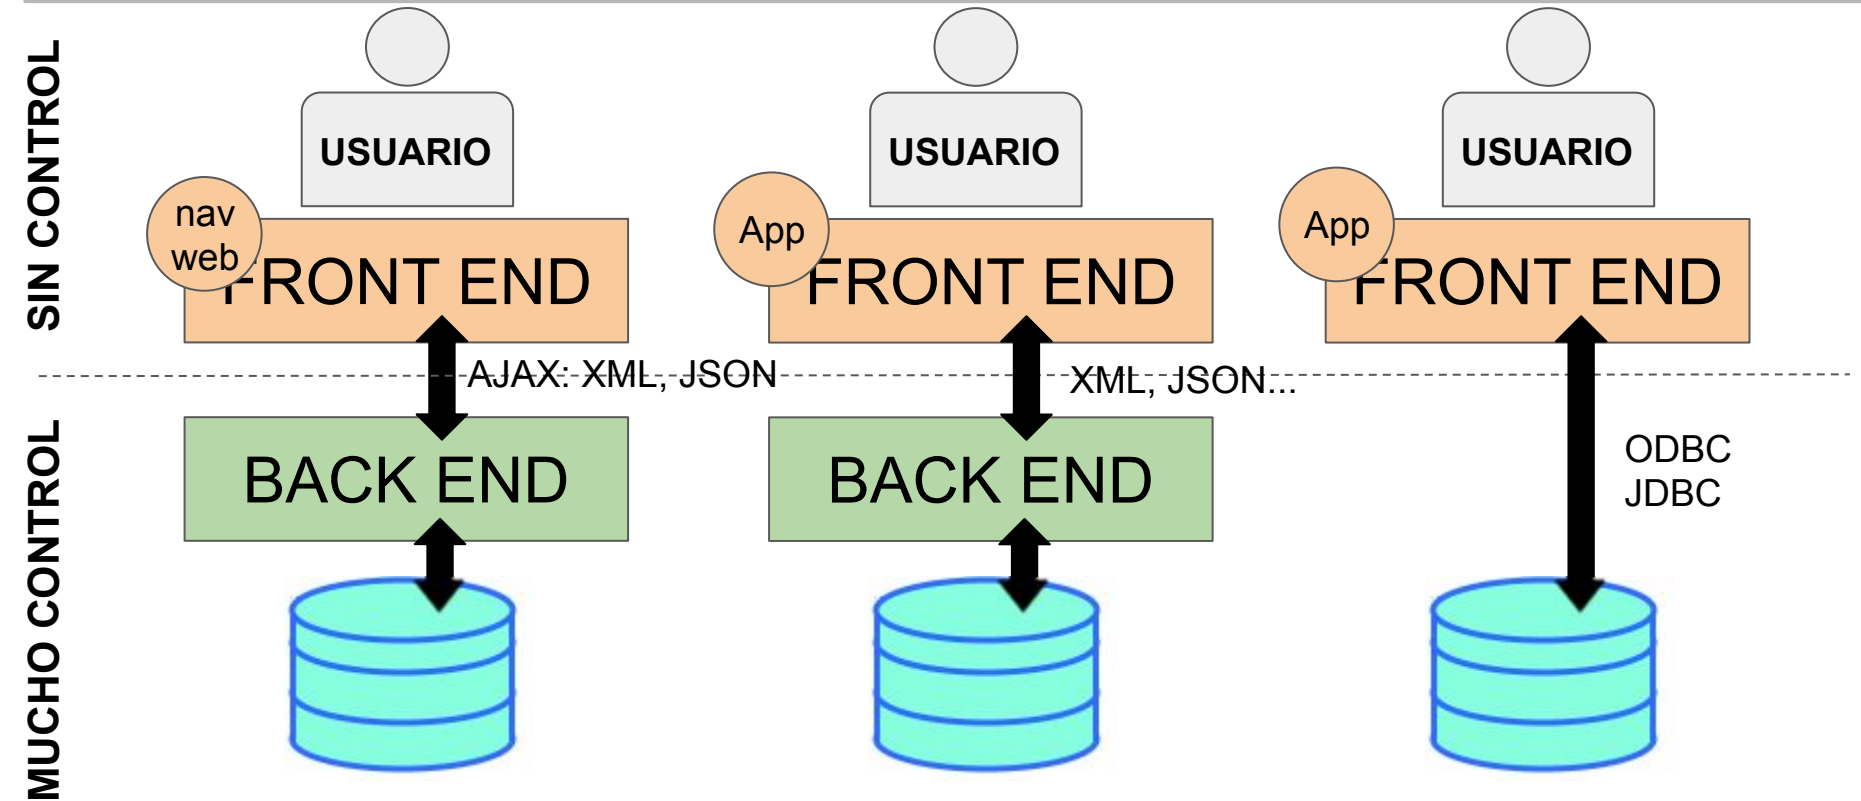 SIN CONTROL
USUARIO
USUARIO
USUARIO
nav
web
App
App
FRONT END
FRONT END
FRONT END
AJAX: XML, JSON
XML, JSON...
MUCHO CONTROL
BACK END
BACK END
ODBC
JDBC